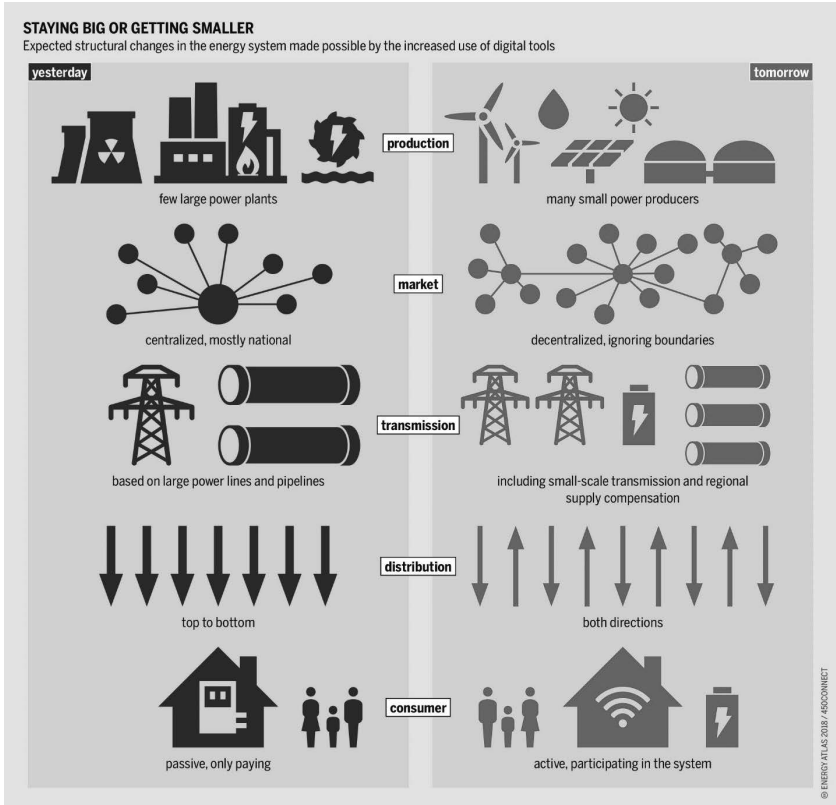 STAYING BIG OR GETTING SMALLER
Expected structural changes in the energy system made possible by the increased use of digital tools
yesterday
tomorrow
production
few large power plants
many small power producers
market
centralized, mostly national
decentralized, ignoring boundaries
transmission
based on large power lines and pipelines
including small-scale transmission and regional
supply compensation
distribution
top to bottom
both directions
consumer
passive, only paying
active, participating in the system
© ENERGY ATLAS 2018 / 450CONNECT